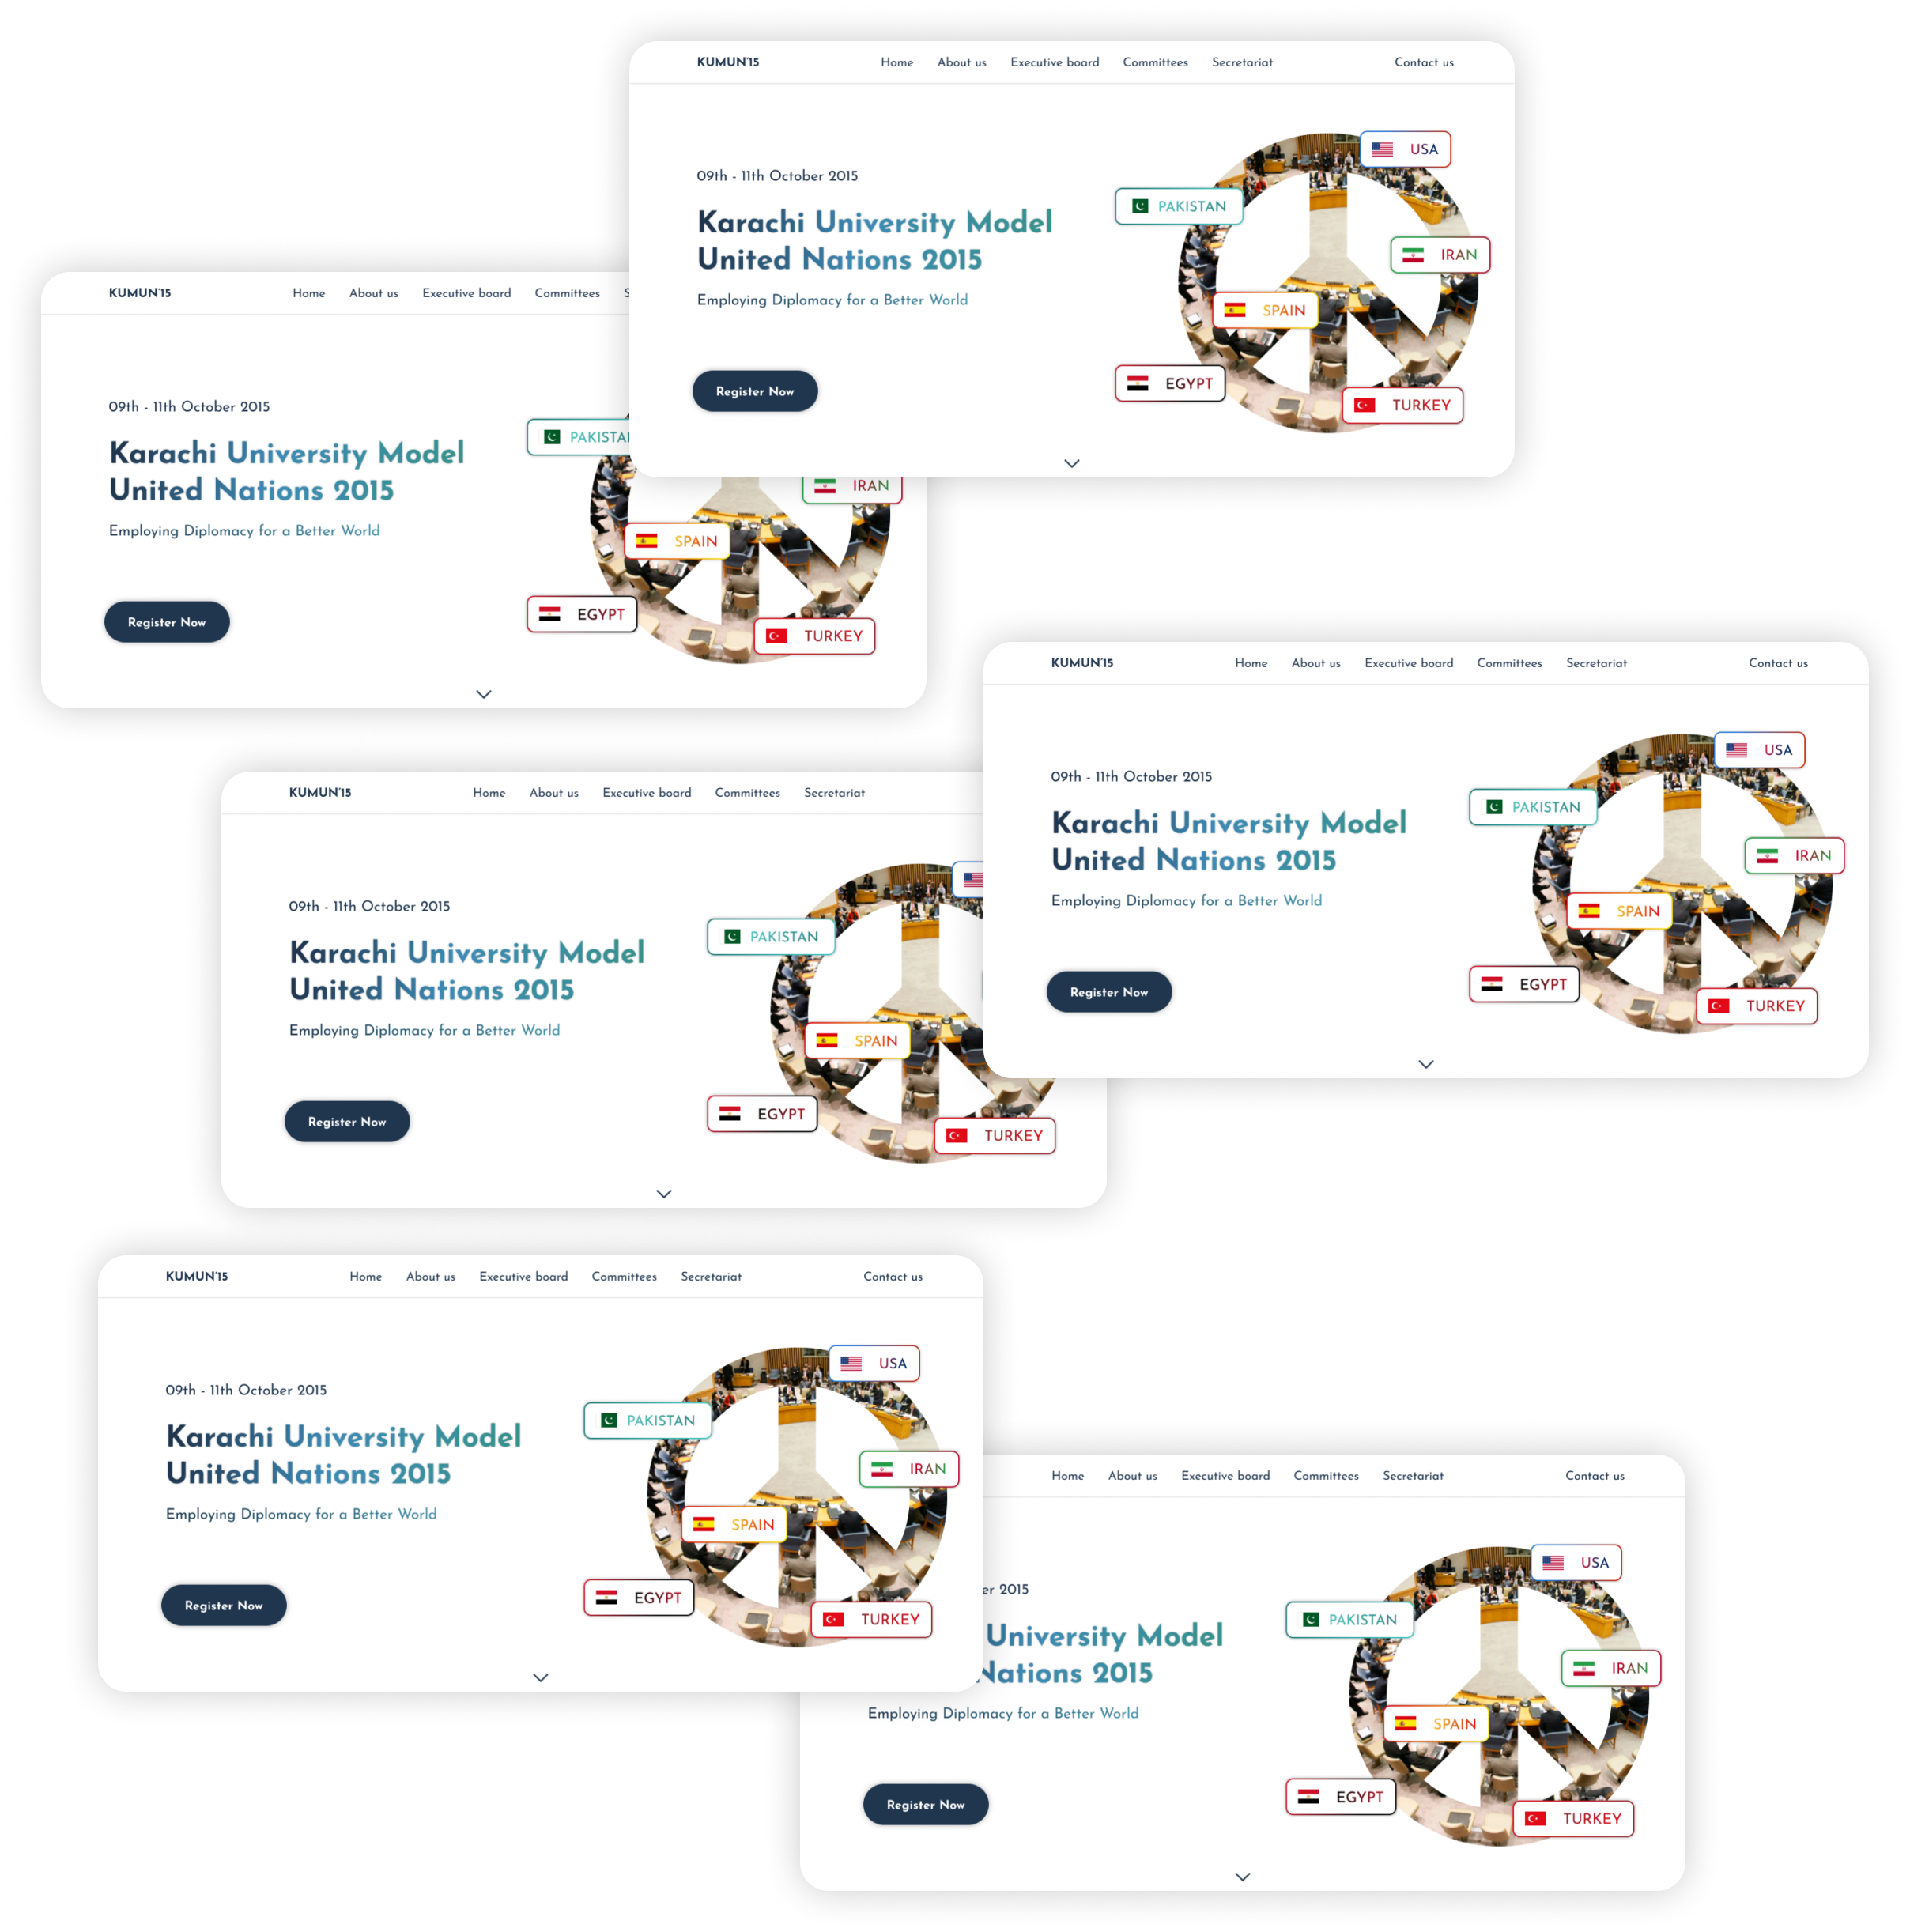 KUMUN'15 Home About us Executive board Committees Secretariat Contact us
09th - 11th October 2015
Karachi University Model
United Nations 2015
Employing Diplomacy for a Better World
Register Now
USA
PAKISTAN
IRAN
SPAIN
EGYPT
TURKEY
KUMUN'15 Home About us Executive board Committees
09th - 11th October 2015
Karachi University Model
United Nations 2015
Employing Diplomacy for a Better World
Register Now
IRAN
SPAIN
EGYPT
TURKEY
KUMUN'15 Home About us Executive board Committees Secretariat Contact us
09th - 11th October 2015
Karachi University Model
United Nations 2015
Employing Diplomacy for a Better World
Register Now
USA
PAKISTAN
IRAN
SPAIN
EGYPT
TURKEY
KUMUN'15 Home About us Executive board Committees Secretariat
09th - 11th October 2015
Karachi University Model
United Nations 2015
Employing Diplomacy for a Better World
Register Now
PAKISTAN
SPAIN
EGYPT
TURKEY
KUMUN'15 Home About us Executive board Committees Secretariat Contact us
09th - 11th October 2015
Karachi University Model
United Nations 2015
Employing Diplomacy for a Better World
Register Now
USA
PAKISTAN
IRAN
SPAIN
EGYPT
TURKEY
Home About us Executive board Committees Secretariat Contact us
2015
University Model
Nations 2015
Employing Diplomacy for a Better World
Register Now
USA
PAKISTAN
IRAN
SPAIN
EGYPT
TURKEY